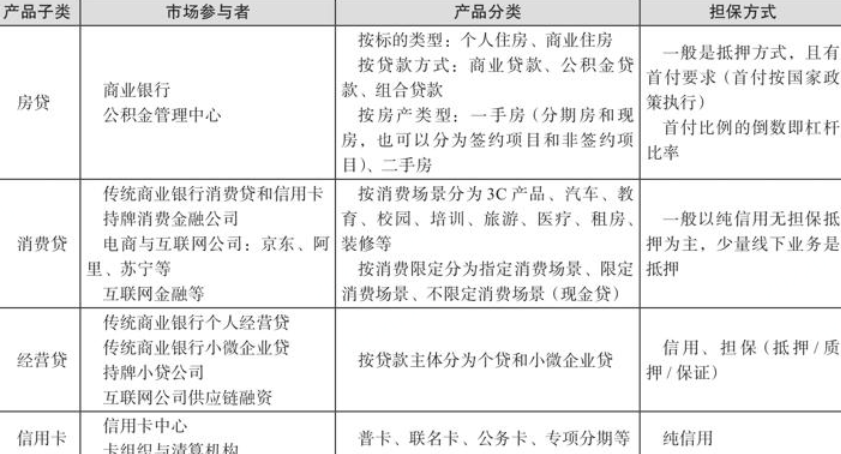 产品子类 市场参与者 产品分类 担保方式
房贷
商业银行
公积金管理中心
按标的类型：个人住房、商业住房
按贷款方式：商业贷款、公积金贷
款、组合贷款
按房产类型：一手房（分期房和现
房，也可以分为签约项目和非签约项
目）、二手房
一般是抵押方式，且有
首付要求（首付按国家政
策执行）
首付比例的倒数即杠杆
比率
消费贷
传统商业银行消费贷和信用卡
持牌消费金融公司
电商与互联网公司：京东、阿
里、苏宁等
互联网金融等
按消费场景分为 3C 产品、汽车、教
育、校园、培训、旅游、医疗、租房、
装修等
按消费限定分为指定消费场景、限定
消费场景、不限定消费场景（现金贷）
一般以纯信用无担保抵
押为主，少量线下业务是
抵押
经营贷
传统商业银行个人经营贷
传统商业银行小微企业贷
持牌小贷公司
互联网公司供应链融资
按贷款主体分为个贷和小微企业贷
信用、担保（抵押 / 质
押 / 保证）
信用卡
信用卡中心
卡组织与清算机构
普卡、联名卡、公务卡、专项分期等
纯信用